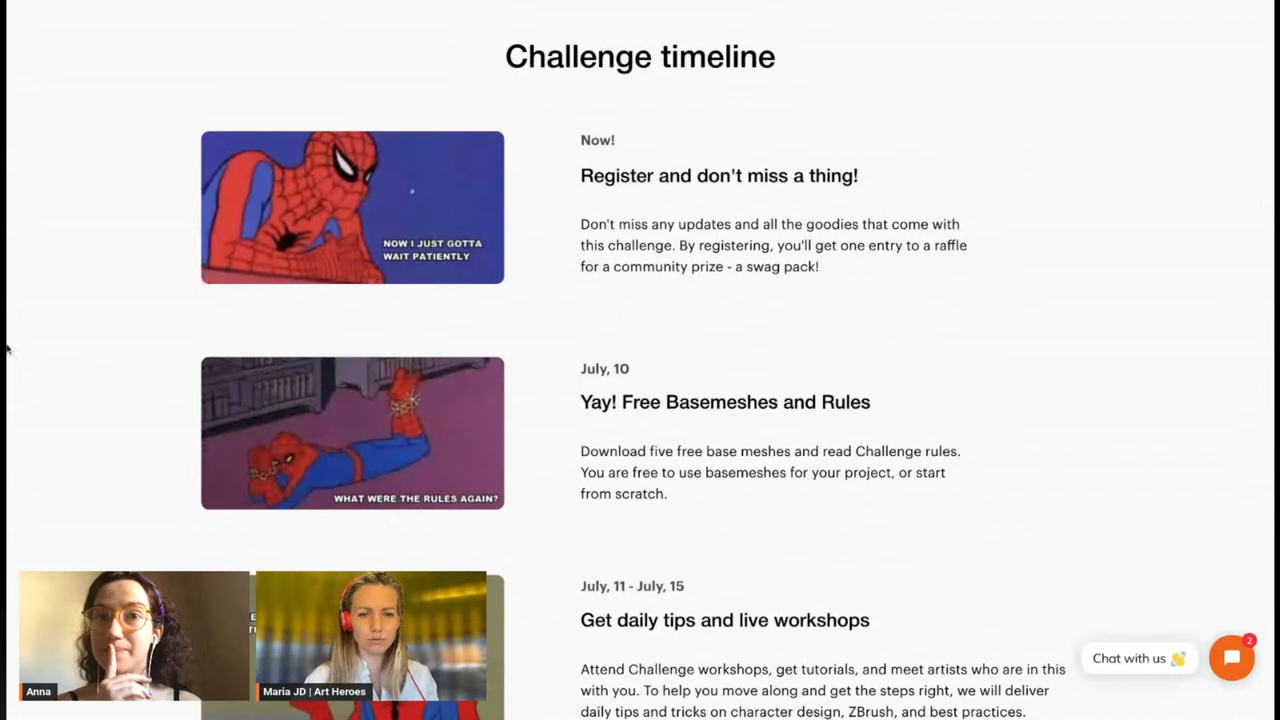 Challenge timeline
NOW I JUST GOTTA
WAIT PATIENTLY
Now!
Register and don't miss a thing!
Don't miss any updates and all the goodies that come with
this challenge. By registering, you'll get one entry to a raffle
for a community prize - a swag pack!
WHAT WERE THE RULES AGAIN?
July, 10
Yay! Free Basemeshes and Rules
Download five free base meshes and read Challenge rules.
You are free to use basemeshes for your project, or start
from scratch.
July, 11 - July, 15
Get daily tips and live workshops
Attend Challenge workshops, get tutorials, and meet artists who are in this
with you. To help you move along and get the steps right, we will deliver
daily tips and tricks on character design, ZBrush, and best practices.
Anna
Maria JD | Art Heroes
Chat with us 👋
2